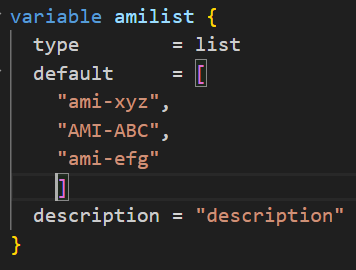 variable amilist {
  type        = list
  default     = [
    "ami-xyz",
    "AMI-ABC",
    "ami-efg"
    ]
  description = "description"
}